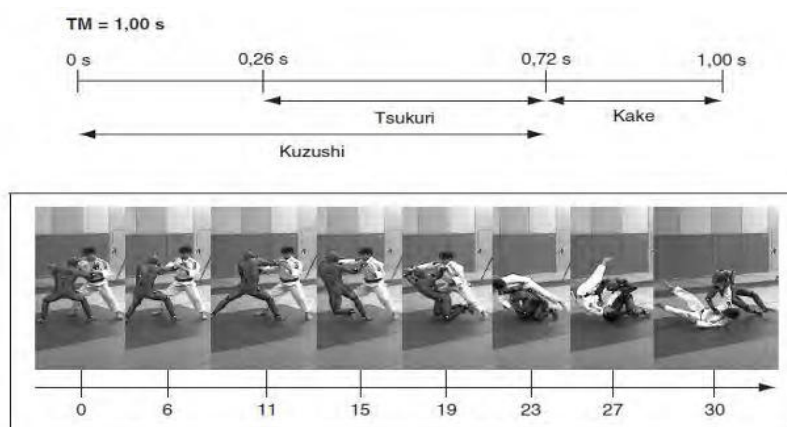 TM = 1,00 s
0 s 0,26 s 0,72 s 1,00 s
Tsukuri Kake
Kuzushi
0 6 11 15 19 23 27 30